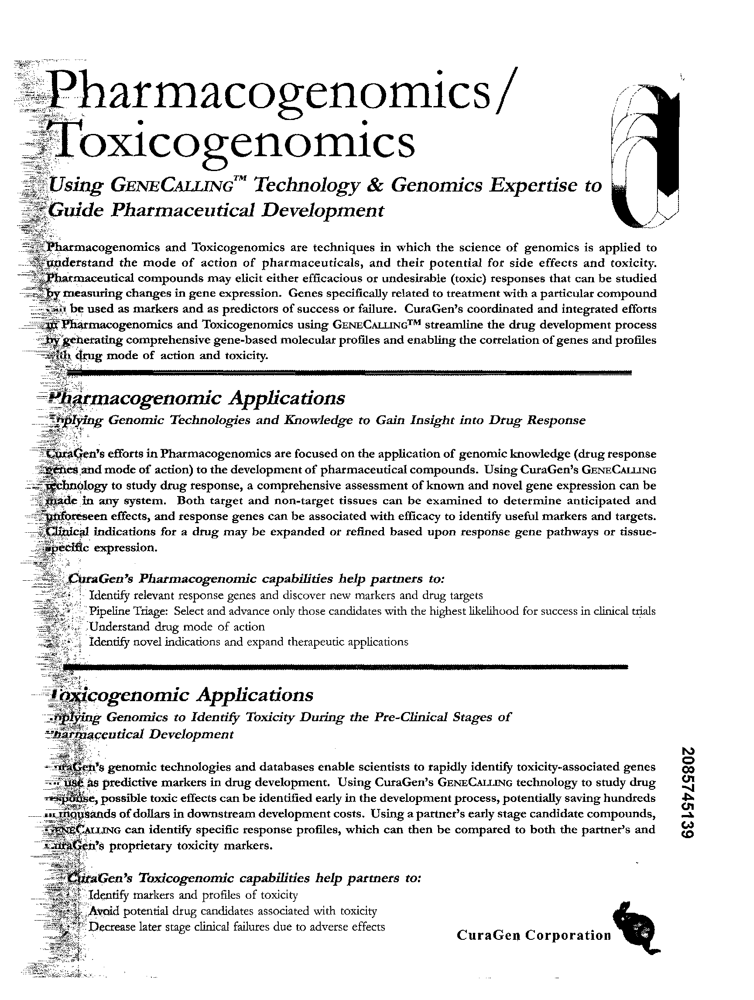 Pharmacogenomics/
Toxicogenomics
Using GENECALLING™ Technology & Genomics Expertise to
Guide Pharmaceutical Development
Pharmacogenomics and Toxicogenomics are techniques in which the science of genomics is applied to
understand the mode of action of pharmaceuticals, and their potential for side effects and toxicity.
Pharmaceutical compounds may elicit either efficacious or undesirable (toxic) responses that can be studied
by measuring changes in gene expression. Genes specifically related to treatment with a particular compound
can be used as markers and as predictors of success or failure. CuraGen's coordinated and integrated efforts
in Pharmacogenomics and Toxicogenomics using GENECALLING™ streamline the drug development process
by generating comprehensive gene-based molecular profiles and enabling the correlation of genes and profiles
with drug mode of action and toxicity.
Pharmacogenomic Applications
Applying Genomic Technologies and Knowledge to Gain Insight into Drug Response
CuraGen's efforts in Pharmacogenomics are focused on the application of genomic knowledge (drug response
genes and mode of action) to the development of pharmaceutical compounds. Using CuraGen's GENECALLING
technology to study drug response, a comprehensive assessment of known and novel gene expression can be
made in any system. Both target and non-target tissues can be examined to determine anticipated and
unforeseen effects, and response genes can be associated with efficacy to identify useful markers and targets.
Clinical indications for a drug may be expanded or refined based upon response gene pathways or tissue-
specific expression.
CuraGen's Pharmacogenomic capabilities help partners to:
Identify relevant response genes and discover new markers and drug targets
Pipeline Triage: Select and advance only those candidates with the highest likelihood for success in clinical trials
Understand drug mode of action
Identify novel indications and expand therapeutic applications
Toxicogenomic Applications
Applying Genomics to Identify Toxicity During the Pre-Clinical Stages of
Pharmaceutical Development
CuraGen's genomic technologies and databases enable scientists to rapidly identify toxicity-associated genes
use as predictive markers in drug development. Using CuraGen's GENECALLING technology to study drug
response, possible toxic effects can be identified early in the development process, potentially saving hundreds
thousands of dollars in downstream development costs. Using a partner's early stage candidate compounds,
GENECALLING can identify specific response profiles, which can then be compared to both the partner's and
CuraGen's proprietary toxicity markers.
CuraGen's Toxicogenomic capabilities help partners to:
Identify markers and profiles of toxicity
Avoid potential drug candidates associated with toxicity
Decrease later stage clinical failures due to adverse effects
CuraGen Corporation
2085745139